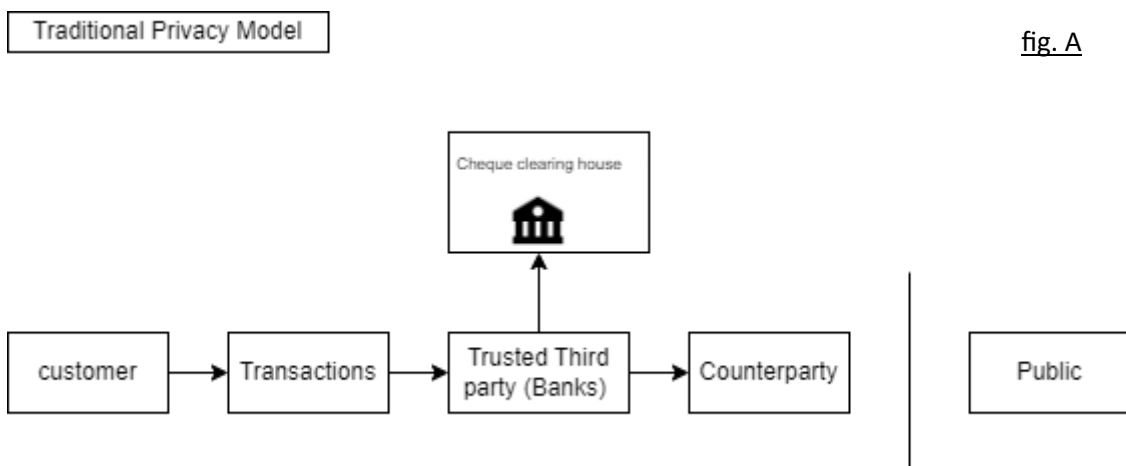 Traditional Privacy Model
fig. A
Cheque clearing house
customer
Transactions
Trusted Third
party (Banks)
Counterparty
Public